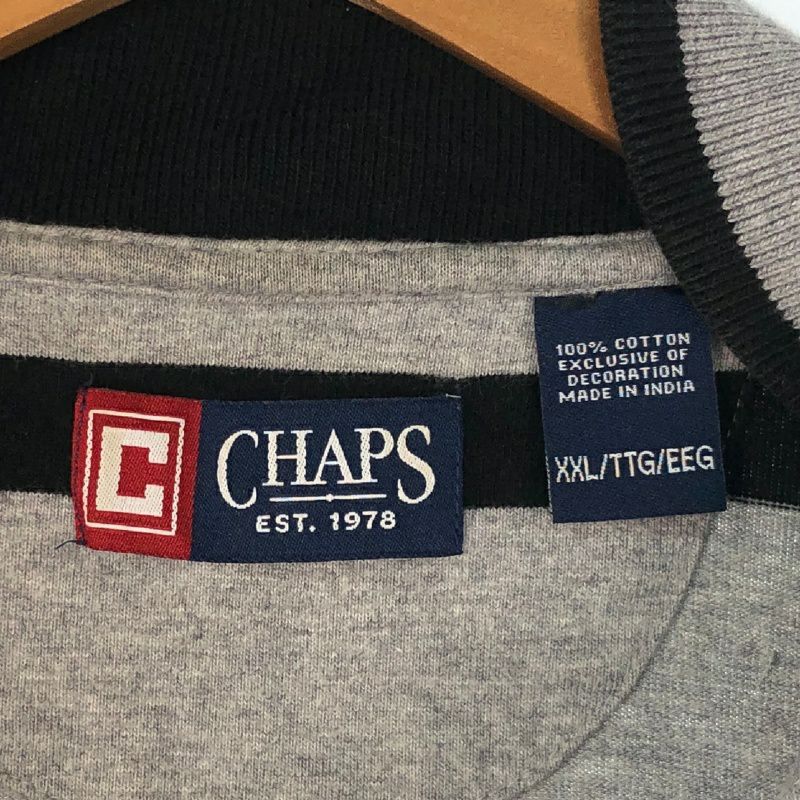 C
CHAPS
EST. 1978
100% COTTON
EXCLUSIVE OF
DECORATION
MADE IN INDIA
XXL/TTG/EEG